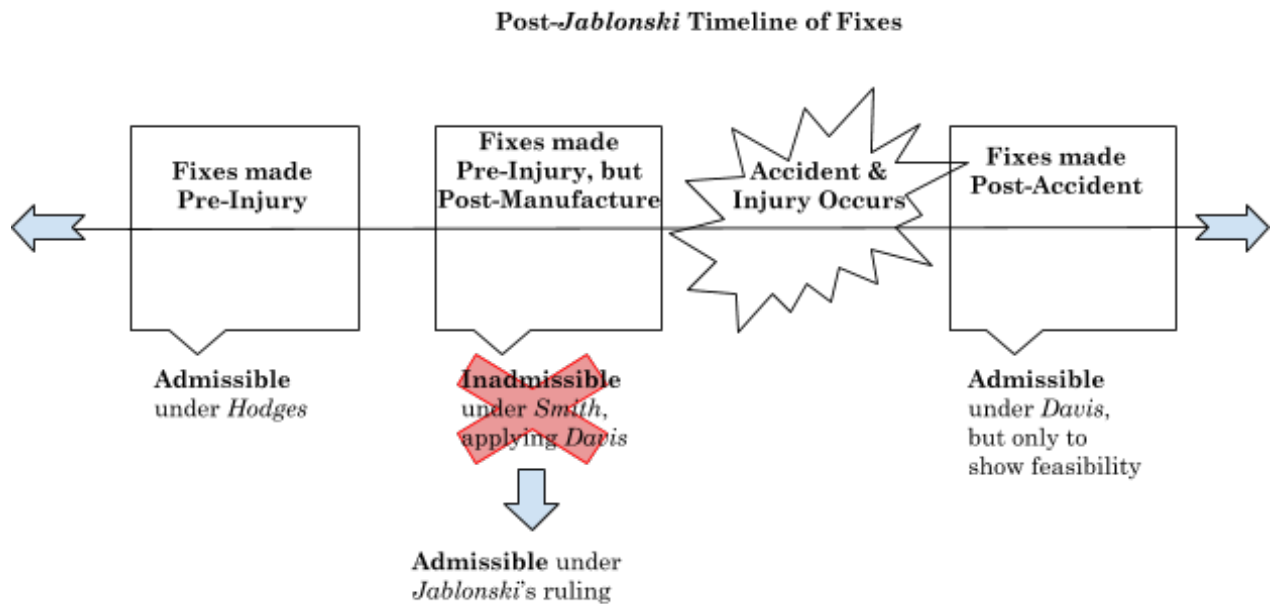 Post-Jablonski Timeline of Fixes
Fixes made
Pre-Injury
Fixes made
Pre-Injury, but
Post-Manufacture
Accident &
Injury Occurs
Fixes made
Post-Accident
Admissible
under Hodges
Inadmissible
under Smith,
applying Davis
Admissible
under Davis,
but only to
show feasibility
Admissible under
Jablonski's ruling